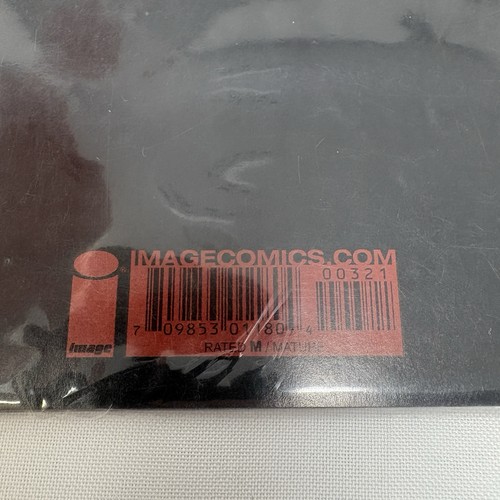 IMAGECOMICS.COM
00321
7 09853 01180 4
RATED M / MATURE
image